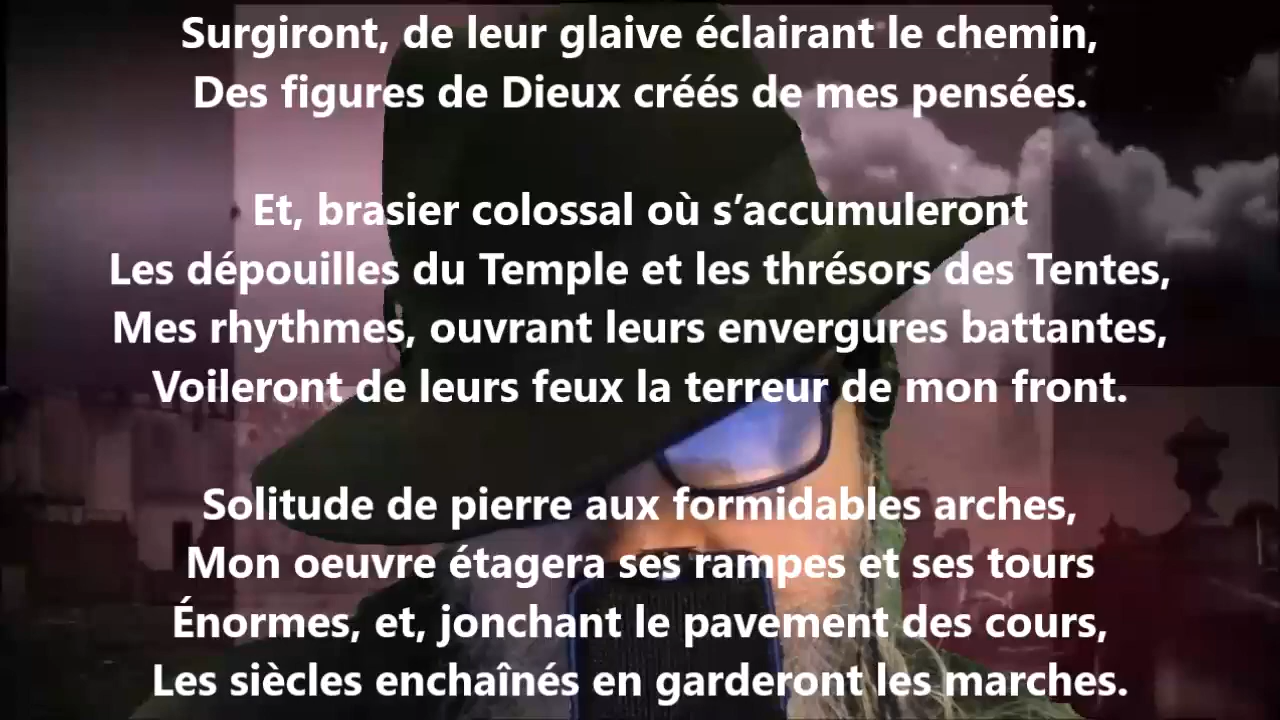 Surgiront, de leur glaive éclairant le chemin,
Des figures de Dieux créés de mes pensées.
Et, brasier colossal où s’accumuleront
Les dépouilles du Temple et les thrésors des Tentes,
Mes rhythmes, ouvrant leurs envergures battantes,
Voileront de leurs feux la terreur de mon front.
Solitude de pierre aux formidables arches,
Mon oeuvre étagera ses rampes et ses tours
Énormes, et, jonchant le pavement des cours,
Les siècles enchaînés en garderont les marches.